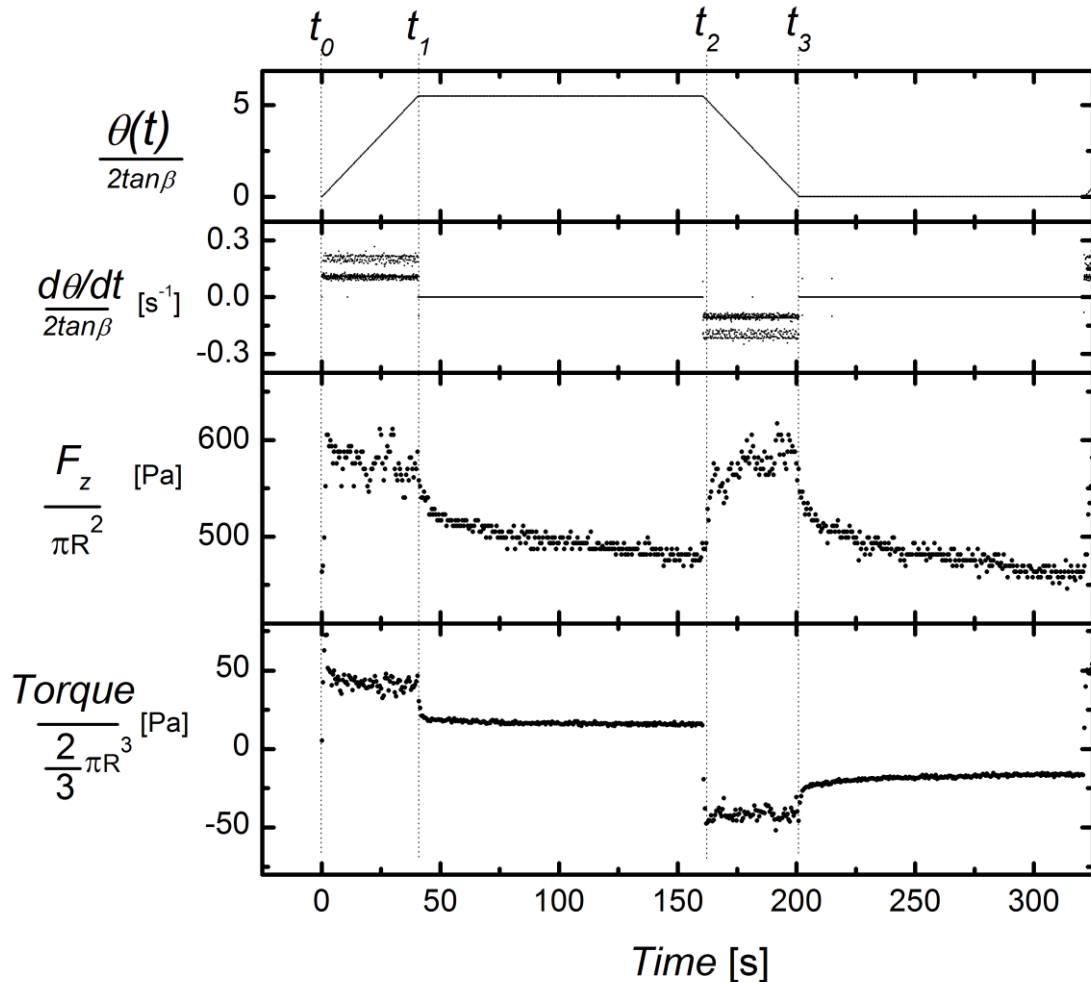 t₀ t₁ t₂ t₃
θ(t)
2tanβ
5
0
dθ/dt [s⁻¹]
2tanβ
0.3
0.0
-0.3
F_z [Pa]
πR²
600
500
Torque [Pa]
2/3 πR³
50
0
-50
0 50 100 150 200 250 300
Time [s]